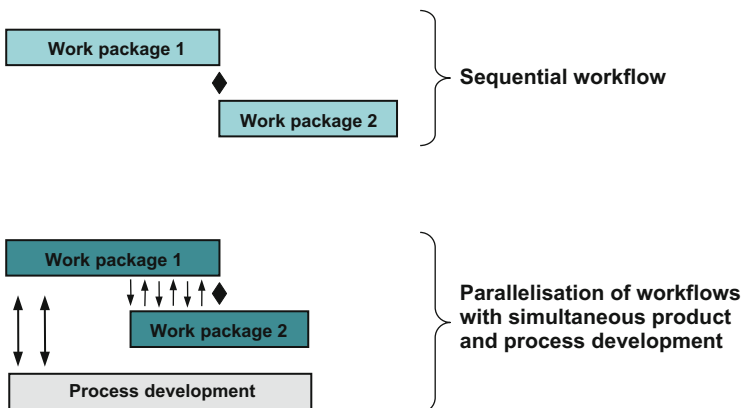 Work package 1
Sequential workflow
Work package 2
Work package 1
Work package 2
Parallelisation of workflows
with simultaneous product
and process development
Process development